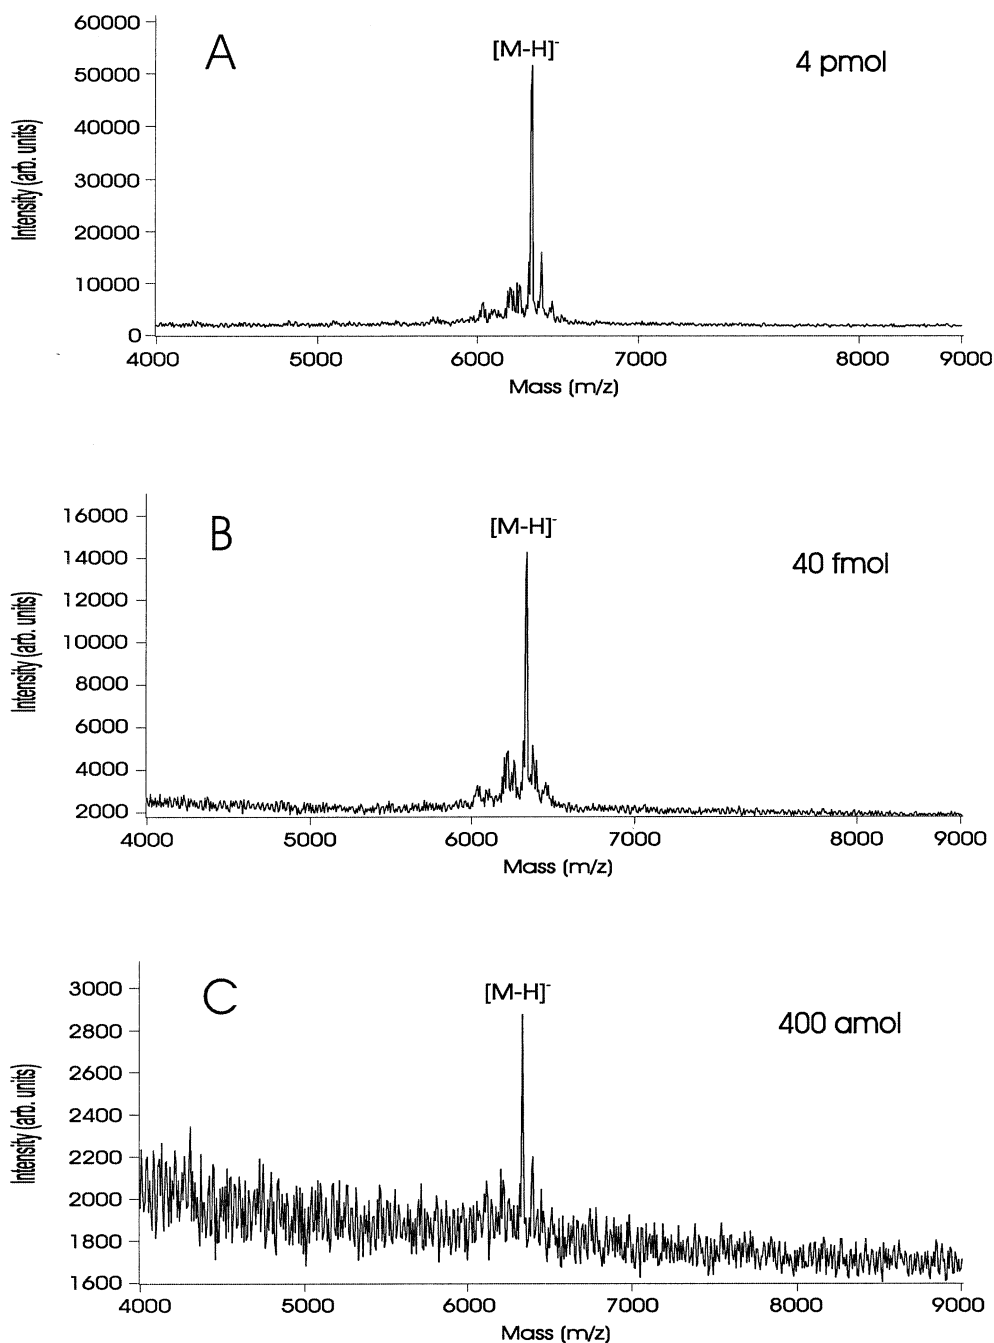 A
[M-H]-
4 pmol
Intensity (arb. units)
60000
50000
40000
30000
20000
10000
0
4000 5000 6000 7000 8000 9000
Mass (m/z)
B
[M-H]-
40 fmol
Intensity (arb. units)
16000
14000
12000
10000
8000
6000
4000
2000
4000 5000 6000 7000 8000 9000
Mass (m/z)
C
[M-H]-
400 amol
Intensity (arb. units)
3000
2800
2600
2400
2200
2000
1800
1600
4000 5000 6000 7000 8000 9000
Mass (m/z)